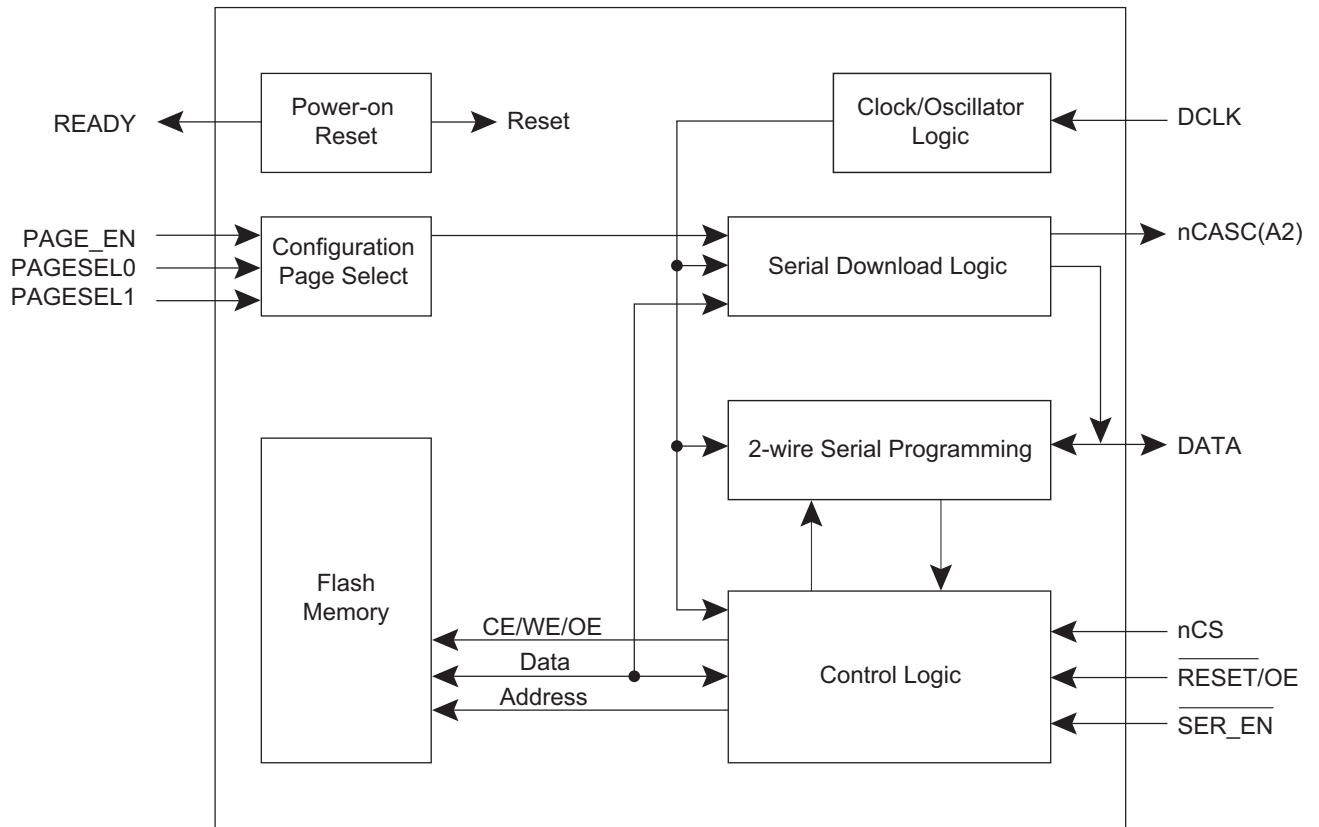 READY
Power-on
Reset
Reset
Clock/Oscillator
Logic
DCLK
PAGE_EN
PAGESEL0
PAGESEL1
Configuration
Page Select
Serial Download Logic
nCASC(A2)
2-wire Serial Programming
DATA
Flash
Memory
CE/WE/OE
Data
Address
Control Logic
nCS
RESET/OE
SER_EN